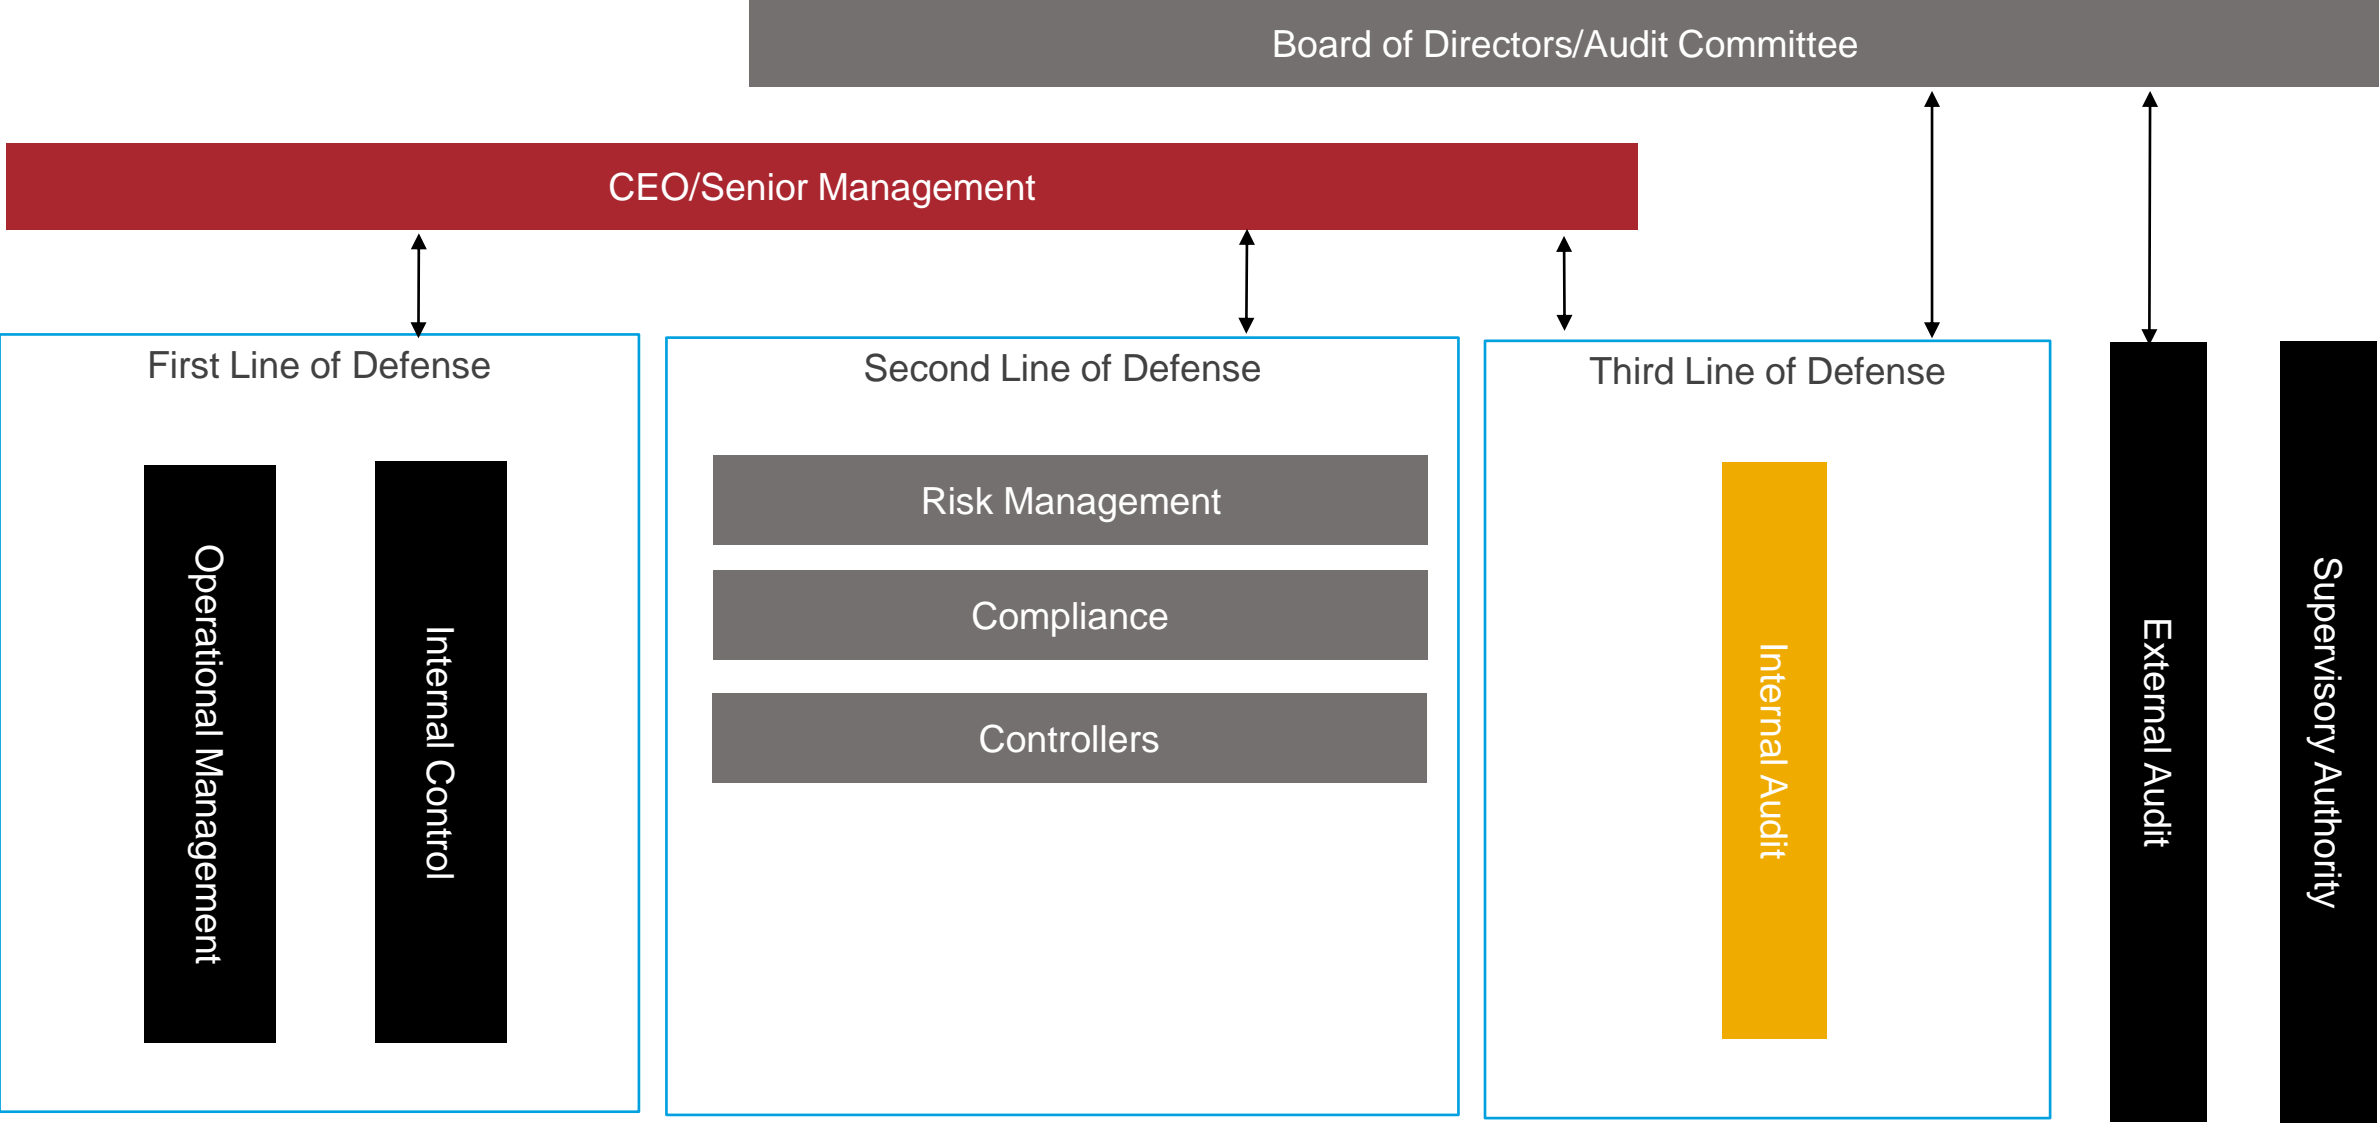 Board of Directors/Audit Committee
CEO/Senior Management
First Line of Defense
Second Line of Defense
Third Line of Defense
Operational Management
Internal Control
Risk Management
Compliance
Controllers
Internal Audit
External Audit
Supervisory Authority